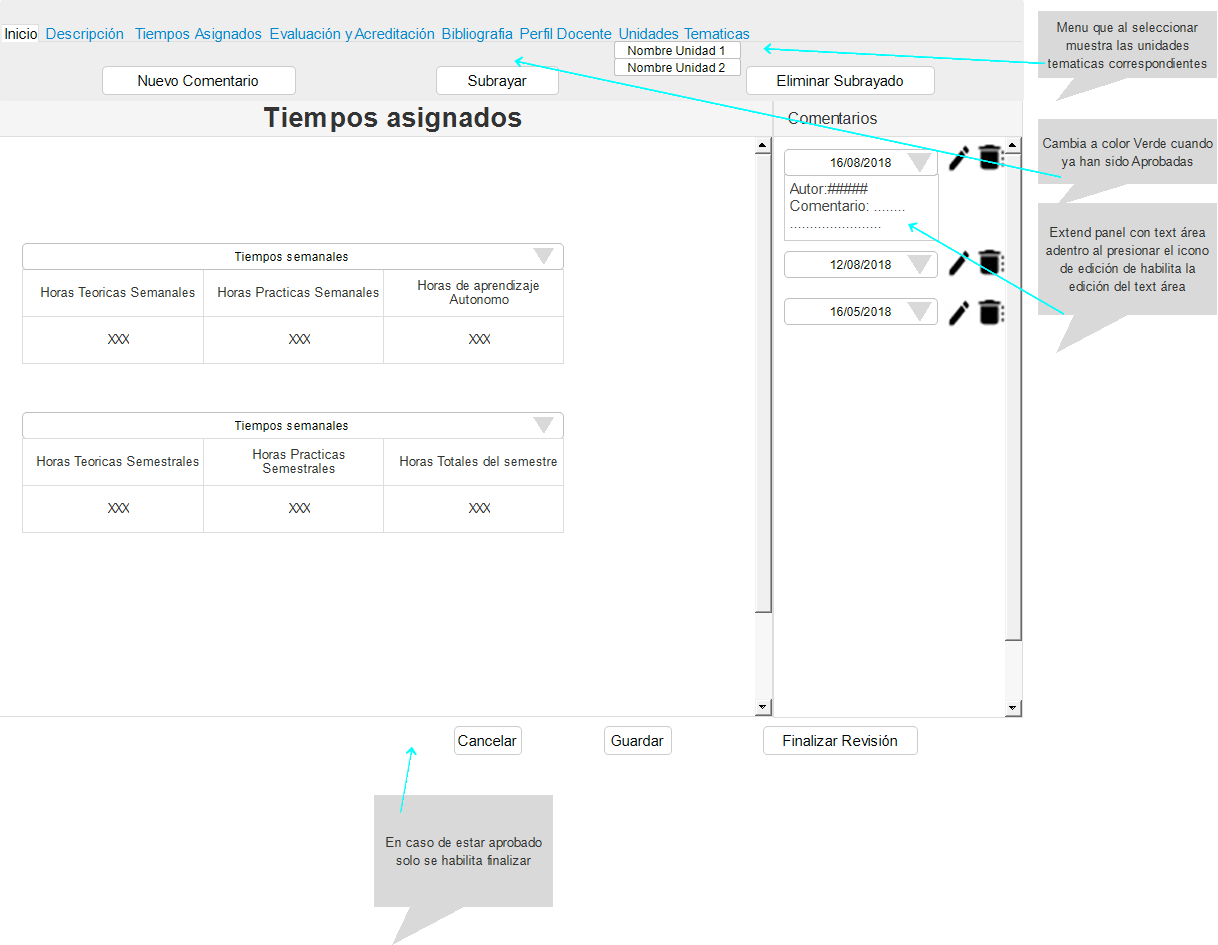 Inicio Descripción Tiempos Asignados Evaluación y Acreditación Bibliografia Perfil Docente Unidades Tematicas
Nombre Unidad 1
Nombre Unidad 2
Nuevo Comentario Subrayar Eliminar Subrayado
Tiempos asignados
Comentarios
16/08/2018
Autor:#####
Comentario: ........
.......................
12/08/2018
16/05/2018
Tiempos semanales
Horas Teoricas Semanales Horas Practicas Semanales Horas de aprendizaje
Autonomo
XXX XXX XXX
Tiempos semanales
Horas Teoricas Semestrales Horas Practicas
Semestrales Horas Totales del semestre
XXX XXX XXX
Cancelar Guardar Finalizar Revisión
Menu que al seleccionar
muestra las unidades
tematicas correspondientes
Cambia a color Verde cuando
ya han sido Aprobadas
Extend panel con text área
adentro al presionar el icono
de edición de habilita la
edición del text área
En caso de estar aprobado
solo se habilita finalizar